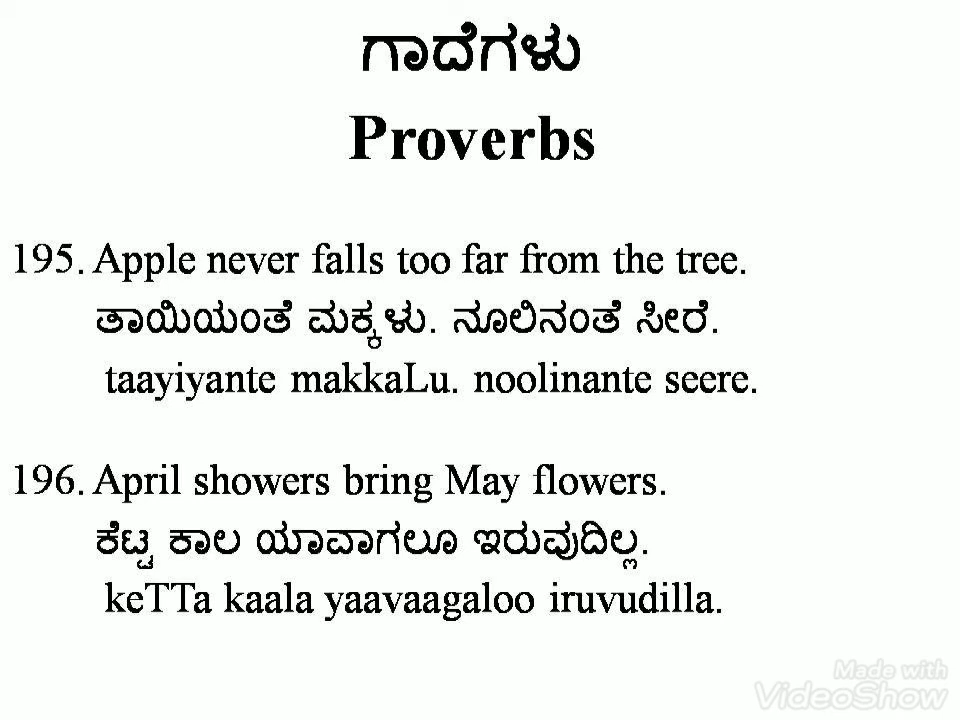 ಗಾದೆಗಳು
Proverbs
195. Apple never falls too far from the tree.
ತಾಯಿಯಂತೆ ಮಕ್ಕಳು. ನೂಲಿನಂತೆ ಸೀರೆ.
taayiyante makkaLu. noolinante seere.
196. April showers bring May flowers.
ಕೆಟ್ಟ ಕಾಲ ಯಾವಾಗಲೂ ಇರುವುದಿಲ್ಲ.
keTTa kaala yaavaagaloo iruvudilla.
Made with
VideoShow